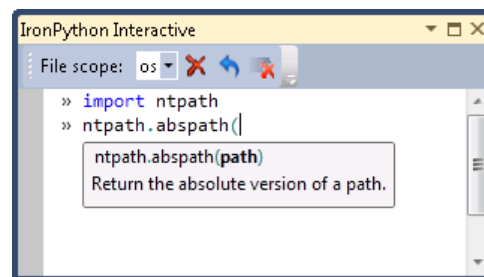 IronPython Interactive
File scope: os
» import ntpath
» ntpath.abspath(
ntpath.abspath(path)
Return the absolute version of a path.